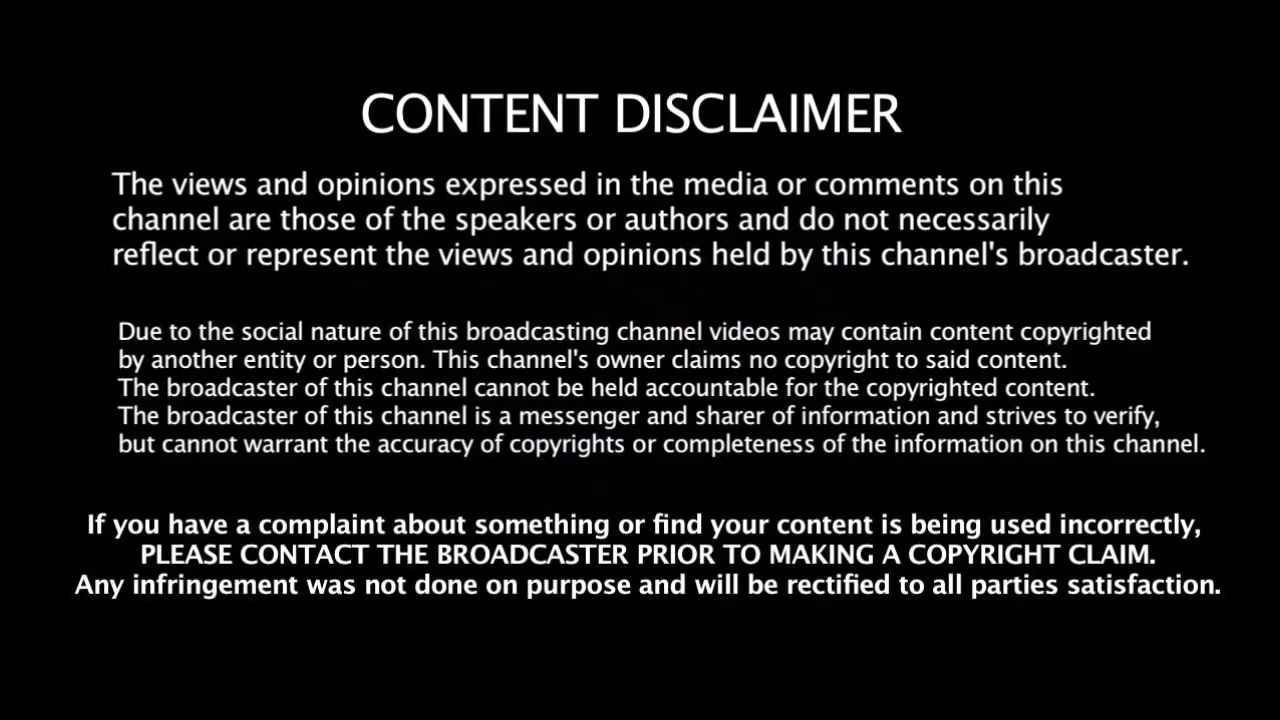 CONTENT DISCLAIMER
The views and opinions expressed in the media or comments on this
channel are those of the speakers or authors and do not necessarily
reflect or represent the views and opinions held by this channel's broadcaster.
Due to the social nature of this broadcasting channel videos may contain content copyrighted
by another entity or person. This channel's owner claims no copyright to said content.
The broadcaster of this channel cannot be held accountable for the copyrighted content.
The broadcaster of this channel is a messenger and sharer of information and strives to verify,
but cannot warrant the accuracy of copyrights or completeness of the information on this channel.
If you have a complaint about something or find your content is being used incorrectly,
PLEASE CONTACT THE BROADCASTER PRIOR TO MAKING A COPYRIGHT CLAIM.
Any infringement was not done on purpose and will be rectified to all parties satisfaction.